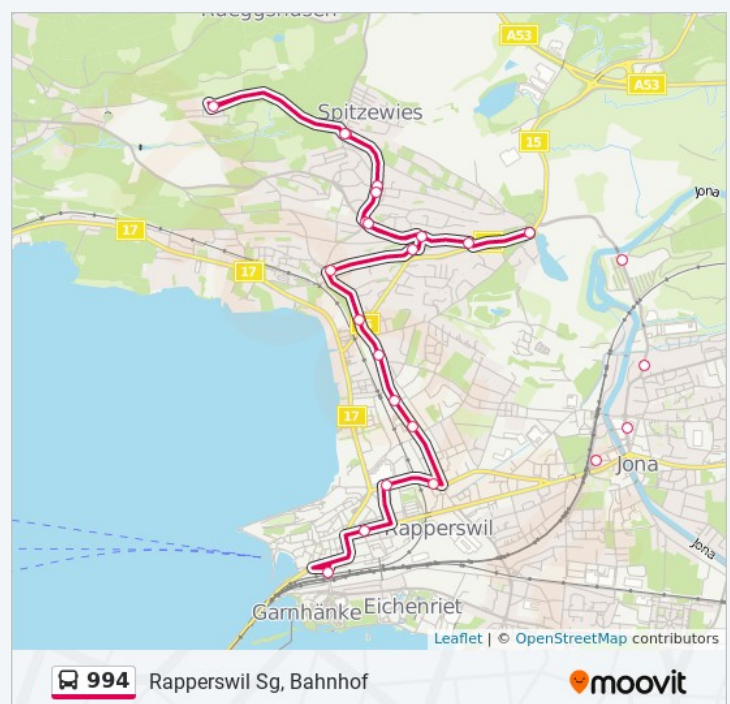 Rueggshusen
A53
A53
Spitzewies
15
Jona
17
17
17
Jona
Rapperswil
Jona
Garnhänke
Eichenriet
Leaflet | © OpenStreetMap contributors
994 Rapperswil Sg, Bahnhof
moovit